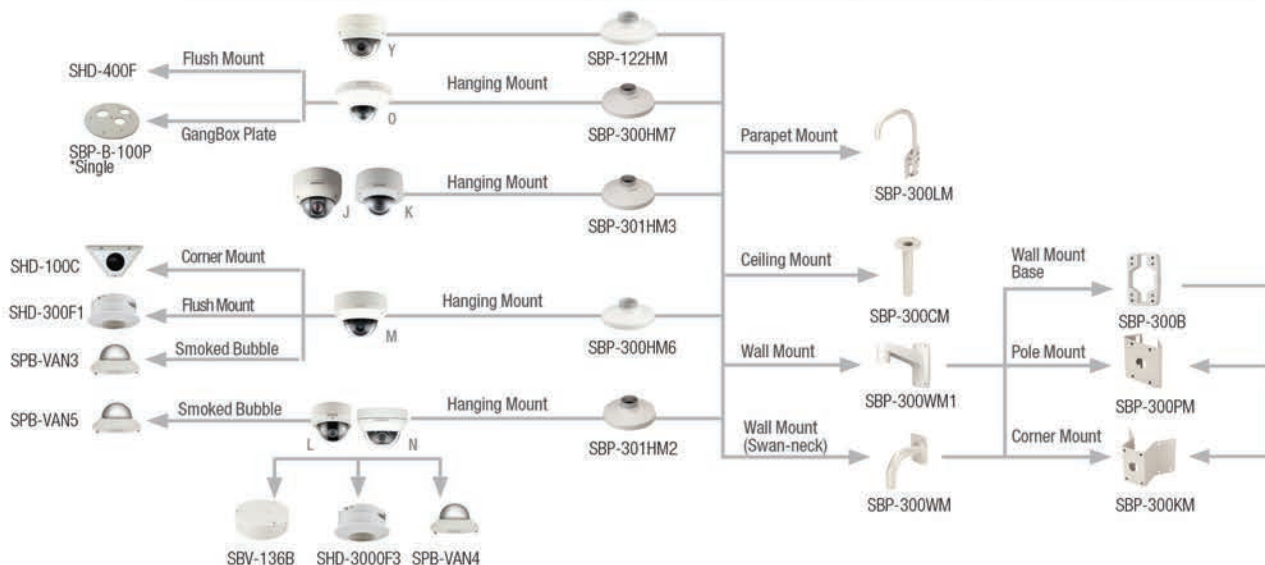 Y
SBP-122HM
SHD-400F
Flush Mount
Hanging Mount
O
SBP-300HM7
GangBox Plate
SBP-B-100P
*Single
Parapet Mount
SBP-300LM
Hanging Mount
J
K
SBP-301HM3
SHD-100C
Corner Mount
Ceiling Mount
SBP-300CM
Wall Mount
Base
SBP-300B
SHD-300F1
Flush Mount
Hanging Mount
M
SBP-300HM6
SPB-VAN3
Smoked Bubble
Wall Mount
SBP-300WM1
Pole Mount
SBP-300PM
SPB-VAN5
Smoked Bubble
L
N
Hanging Mount
SBP-301HM2
Wall Mount
(Swan-neck)
SBP-300WM
Corner Mount
SBP-300KM
SBV-136B
SHD-3000F3
SPB-VAN4